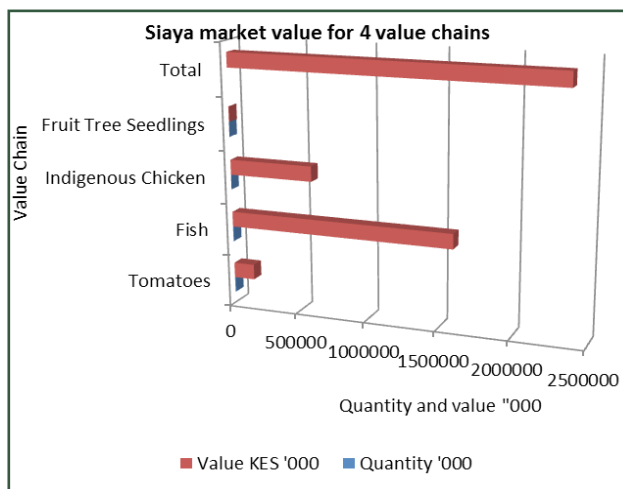 Siaya market value for 4 value chains
Value Chain
Total
Fruit Tree Seedlings
Indigenous Chicken
Fish
Tomatoes
0
500000
1000000
1500000
2000000
2500000
Quantity and value "000
Value KES '000 Quantity '000